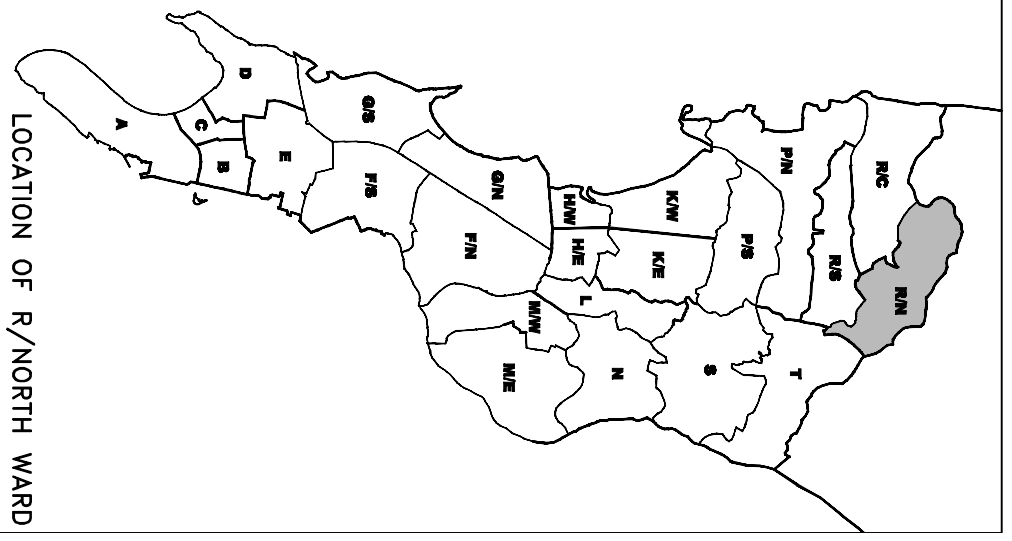 R/N
R/C
R/S
T
P/N
P/S
S
K/W
K/E
N
L
H/W
H/E
M/W
M/E
G/N
F/N
G/S
F/S
E
D
B
C
A
LOCATION OF R/NORTH WARD